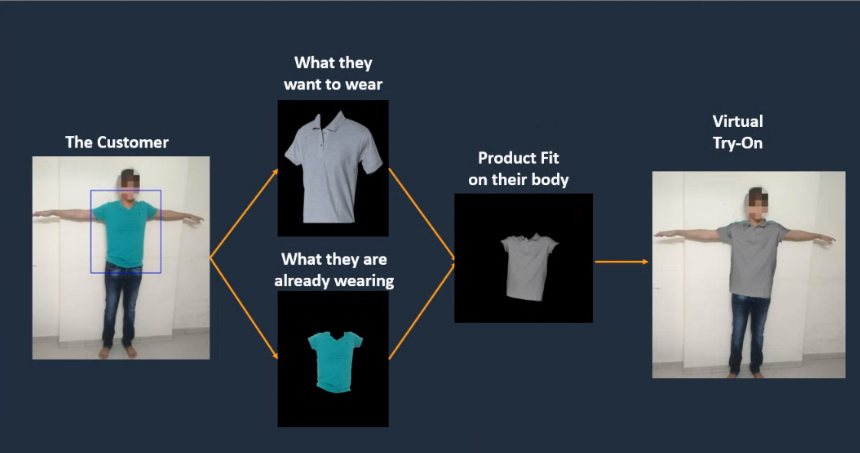 The Customer
What they
want to wear
What they are
already wearing
Product Fit
on their body
Virtual
Try-On